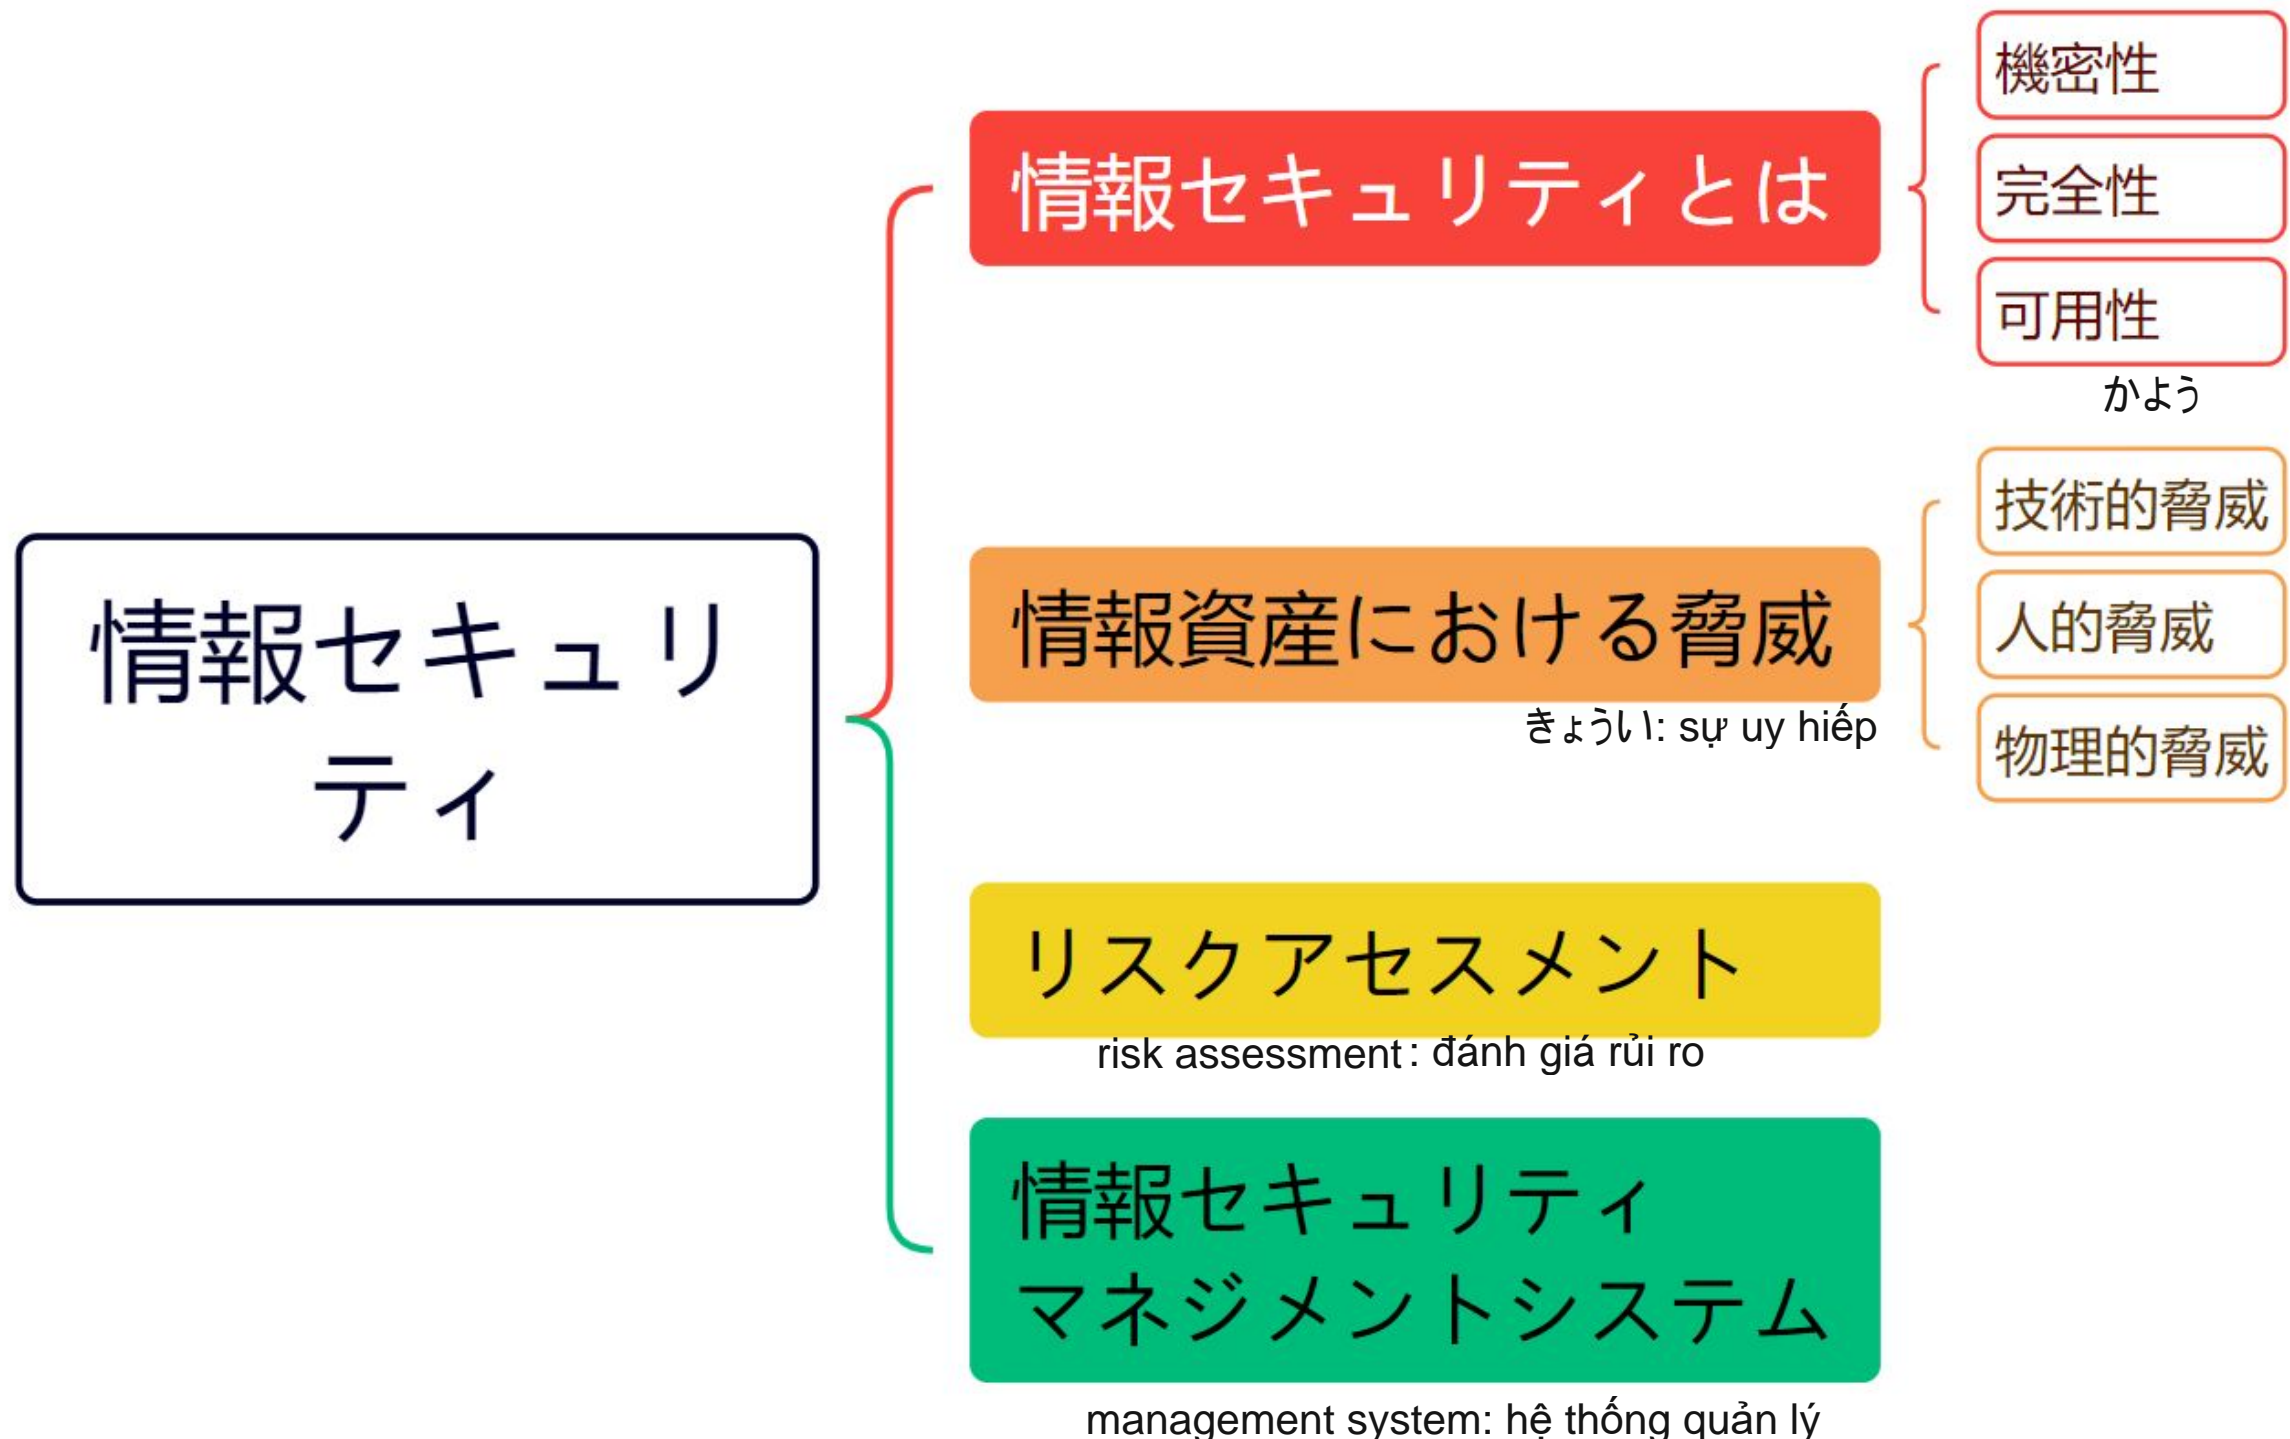 情報セキュリ
ティ
情報セキュリティとは
機密性
完全性
可用性
かよう
情報資産における脅威
きょうい: sự uy hiếp
技術的脅威
人的脅威
物理的脅威
リスクアセスメント
risk assessment : đánh giá rủi ro
情報セキュリティ
マネジメントシステム
management system: hệ thống quản lý